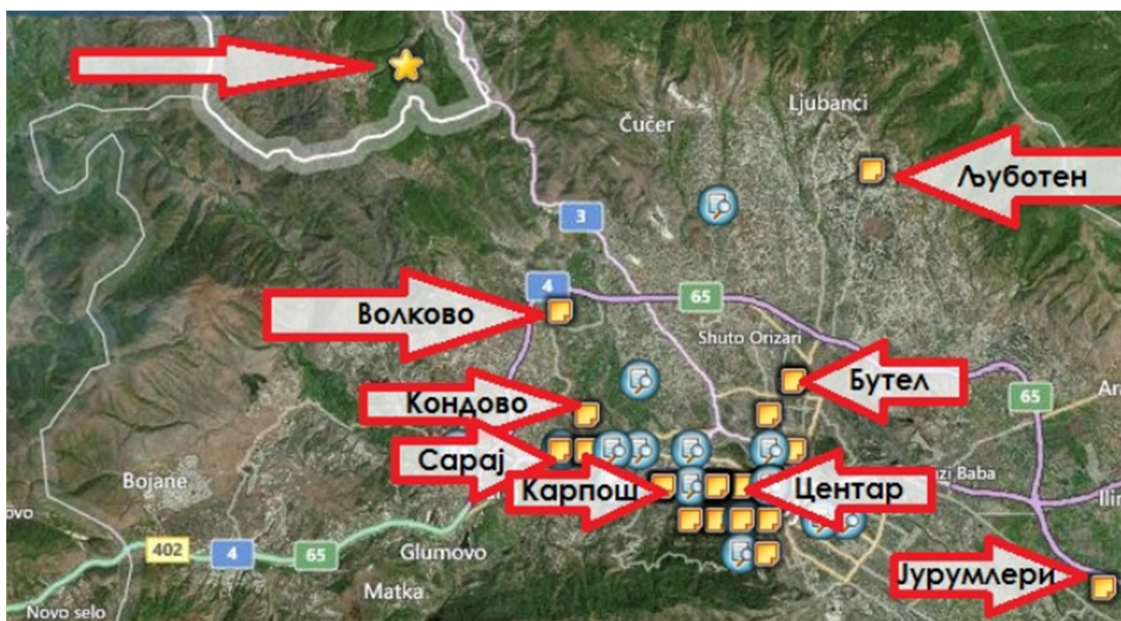 Ljubanci
Čučer
Љуботен
3
4
65
Волково
Shuto Orizari
Бутел
65
Кондово
Сарај
Карпош
Центар
Bojane
402
4
65
Glumovo
Јурумлери
Matka
Novo selo